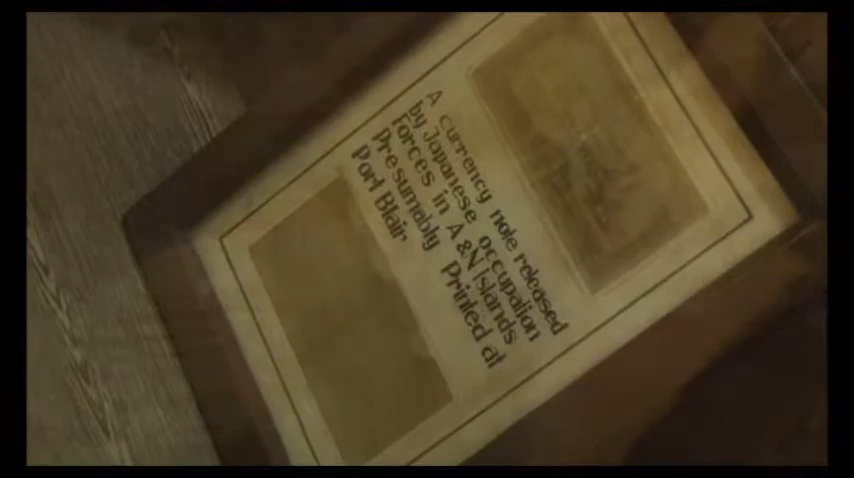 A currency note released
by Japanese occupation
Forces in A &N Islands
Presumably Printed at
Port Blair